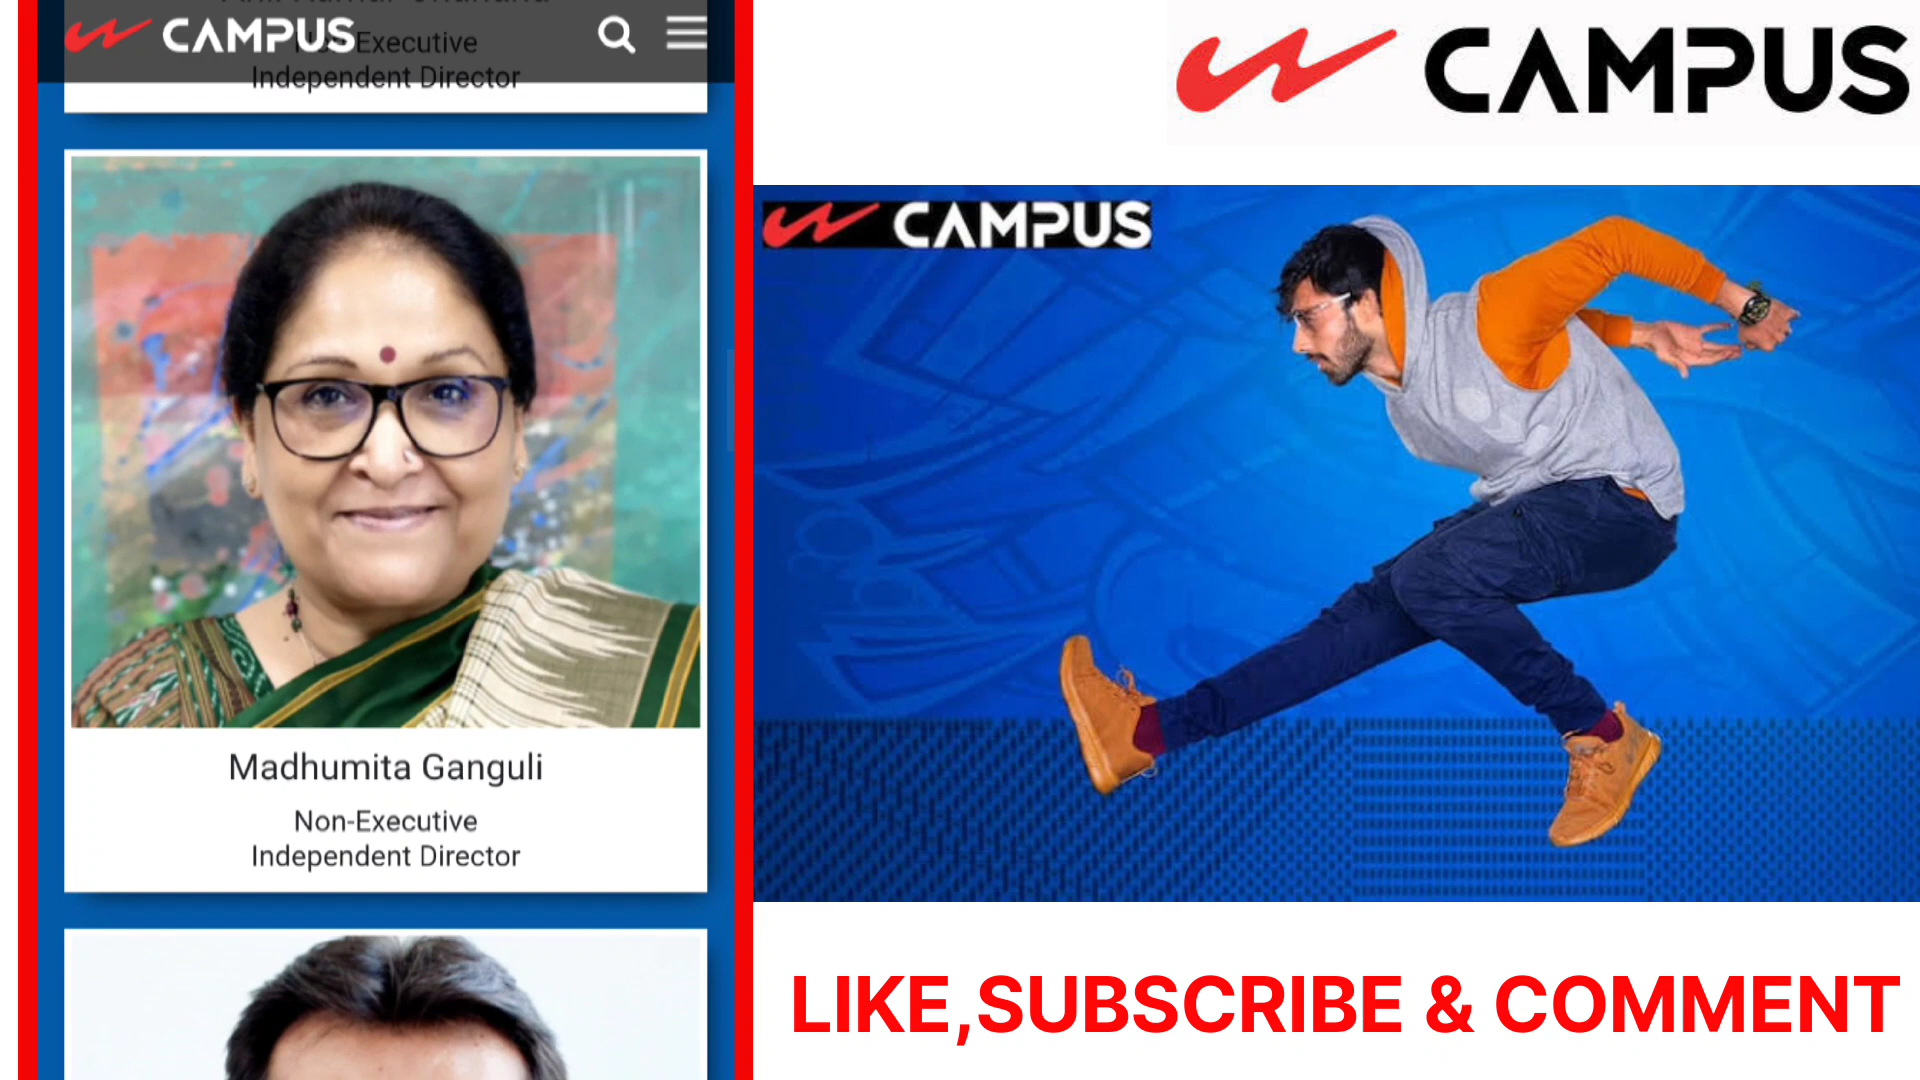 CAMPUS
Executive
Independent Director
Madhumita Ganguli
Non-Executive
Independent Director
CAMPUS
CAMPUS
LIKE,SUBSCRIBE & COMMENT